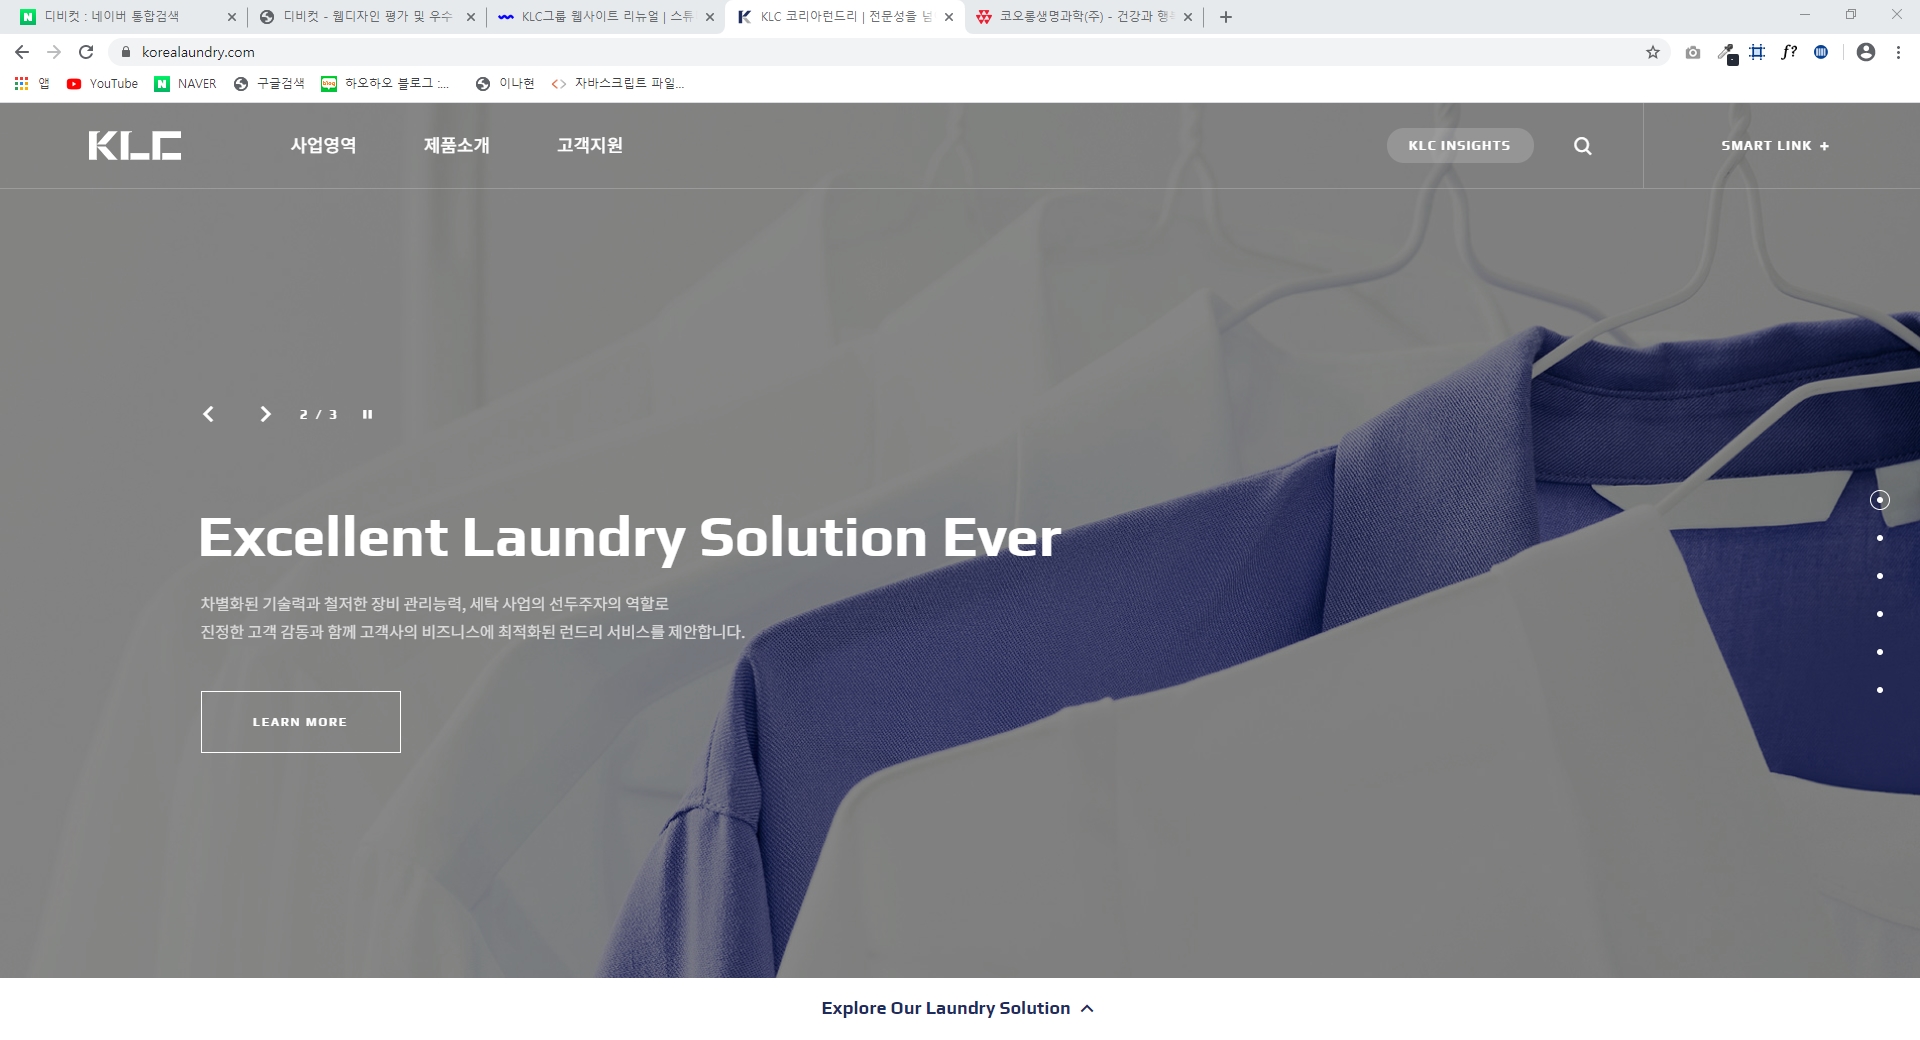 디비컷 : 네이버 통합검색
디비컷 - 웹디자인 평가 및 우수
KLC그룹 웹사이트 리뉴얼 | 스튜
KLC 코리아런드리 | 전문성을 넘
코오롱생명과학(주) - 건강과 행
korealaundry.com
앱
YouTube
NAVER
구글검색
하오하오 블로그 :...
이나현
자바스크립트 파일...
KLC
사업영역
제품소개
고객지원
KLC INSIGHTS
SMART LINK +
2 / 3
Excellent Laundry Solution Ever
차별화된 기술력과 철저한 장비 관리능력, 세탁 사업의 선두주자의 역할로
진정한 고객 감동과 함께 고객사의 비즈니스에 최적화된 런드리 서비스를 제안합니다.
LEARN MORE
Explore Our Laundry Solution